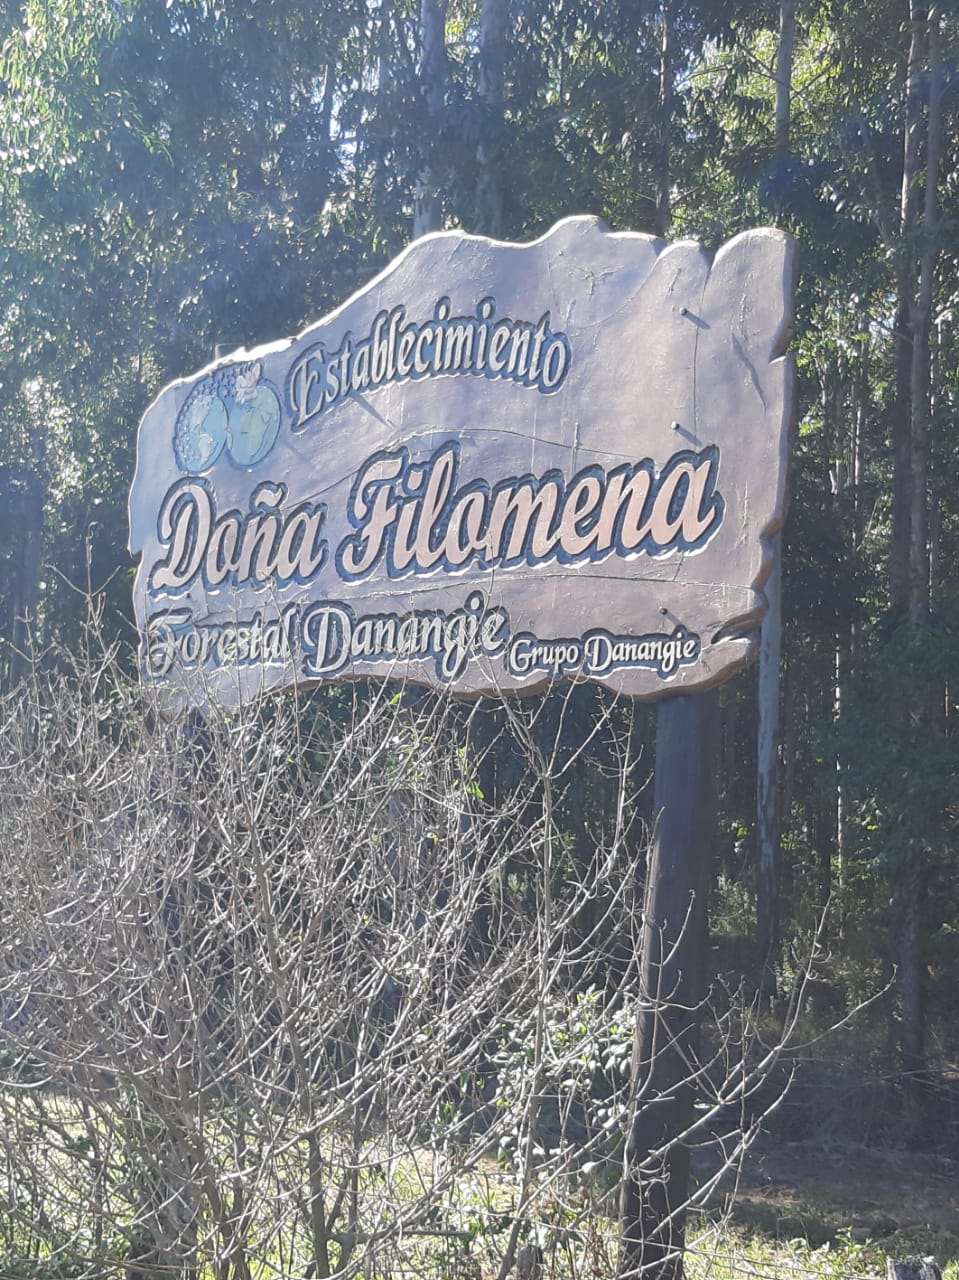 Establecimiento
Doña Filomena
Forestal Danangie
Grupo Danangie